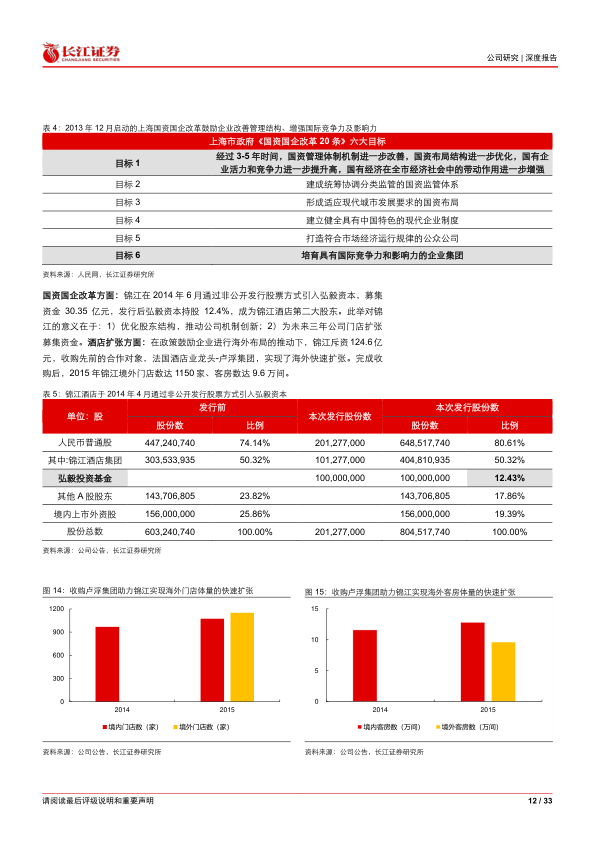 长江证券
CHANGJIANG SECURITIES
公司研究 | 深度报告
表 4：2013 年 12 月启动的上海国资国企改革鼓励企业改善管理结构、增强国际竞争力及影响力
上海市政府《国资国企改革 20 条》六大目标
目标 1
经过 3-5 年时间，国资管理体制机制进一步改善，国资布局结构进一步优化，国有企
业活力和竞争力进一步提升高，国有经济在全市经济社会中的带动作用进一步增强
目标 2 建成统筹协调分类监管的国资监管体系
目标 3 形成适应现代城市发展要求的国资布局
目标 4 建立健全具有中国特色的现代企业制度
目标 5 打造符合市场经济运行规律的公众公司
目标 6 培育具有国际竞争力和影响力的企业集团
资料来源：人民网，长江证券研究所
国资国企改革方面：锦江在 2014 年 6 月通过非公开发行股票方式引入弘毅资本，募集
资金 30.35 亿元，发行后弘毅资本持股 12.4%，成为锦江酒店第二大股东。此举对锦
江的意义在于：1）优化股东结构，推动公司机制创新；2）为未来三年公司门店扩张
募集资金。酒店扩张方面：在政策鼓励企业进行海外布局的推动下，锦江斥资 124.6亿
元，收购先前的合作对象，法国酒店业龙头-卢浮集团，实现了海外快速扩张。完成收
购后，2015 年锦江境外门店数达 1150 家、客房数达 9.6 万间。
表 5：锦江酒店于 2014 年 4 月通过非公开发行股票方式引入弘毅资本
单位：股 发行前 本次发行股份数 本次发行股份数
股份数 比例 股份数 比例
人民币普通股 447,240,740 74.14% 201,277,000 648,517,740 80.61%
其中:锦江酒店集团 303,533,935 50.32% 101,277,000 404,810,935 50.32%
弘毅投资基金 100,000,000 100,000,000 12.43%
其他 A 股股东 143,706,805 23.82% 143,706,805 17.86%
境内上市外资股 156,000,000 25.86% 156,000,000 19.39%
股份总数 603,240,740 100.00% 201,277,000 804,517,740 100.00%
资料来源：公司公告，长江证券研究所
图 14：收购卢浮集团助力锦江实现海外门店体量的快速扩张
1200
900
600
300
0
2014 2015
境内门店数（家） 境外门店数（家）
资料来源：公司公告，长江证券研究所
图 15：收购卢浮集团助力锦江实现海外客房体量的快速扩张
15
10
5
0
2014 2015
境内客房数（万间） 境外客房数（万间）
资料来源：公司公告，长江证券研究所
请阅读最后评级说明和重要声明
12 / 33